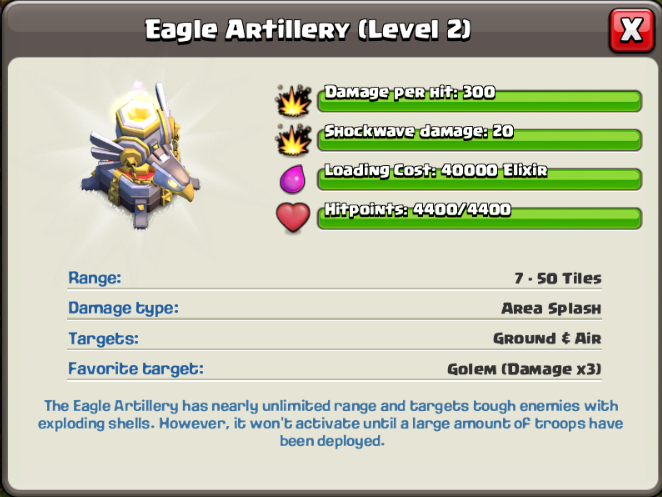 Eagle Artillery (Level 2)
X
Damage per hit: 300
Shockwave damage: 20
Loading Cost: 40000 Elixir
Hitpoints: 4400/4400
Range: 7 - 50 Tiles
Damage type: Area Splash
Targets: Ground & Air
Favorite target: Golem (Damage x3)
The Eagle Artillery has nearly unlimited range and targets tough enemies with
exploding shells. However, it won't activate until a large amount of troops have
been deployed.